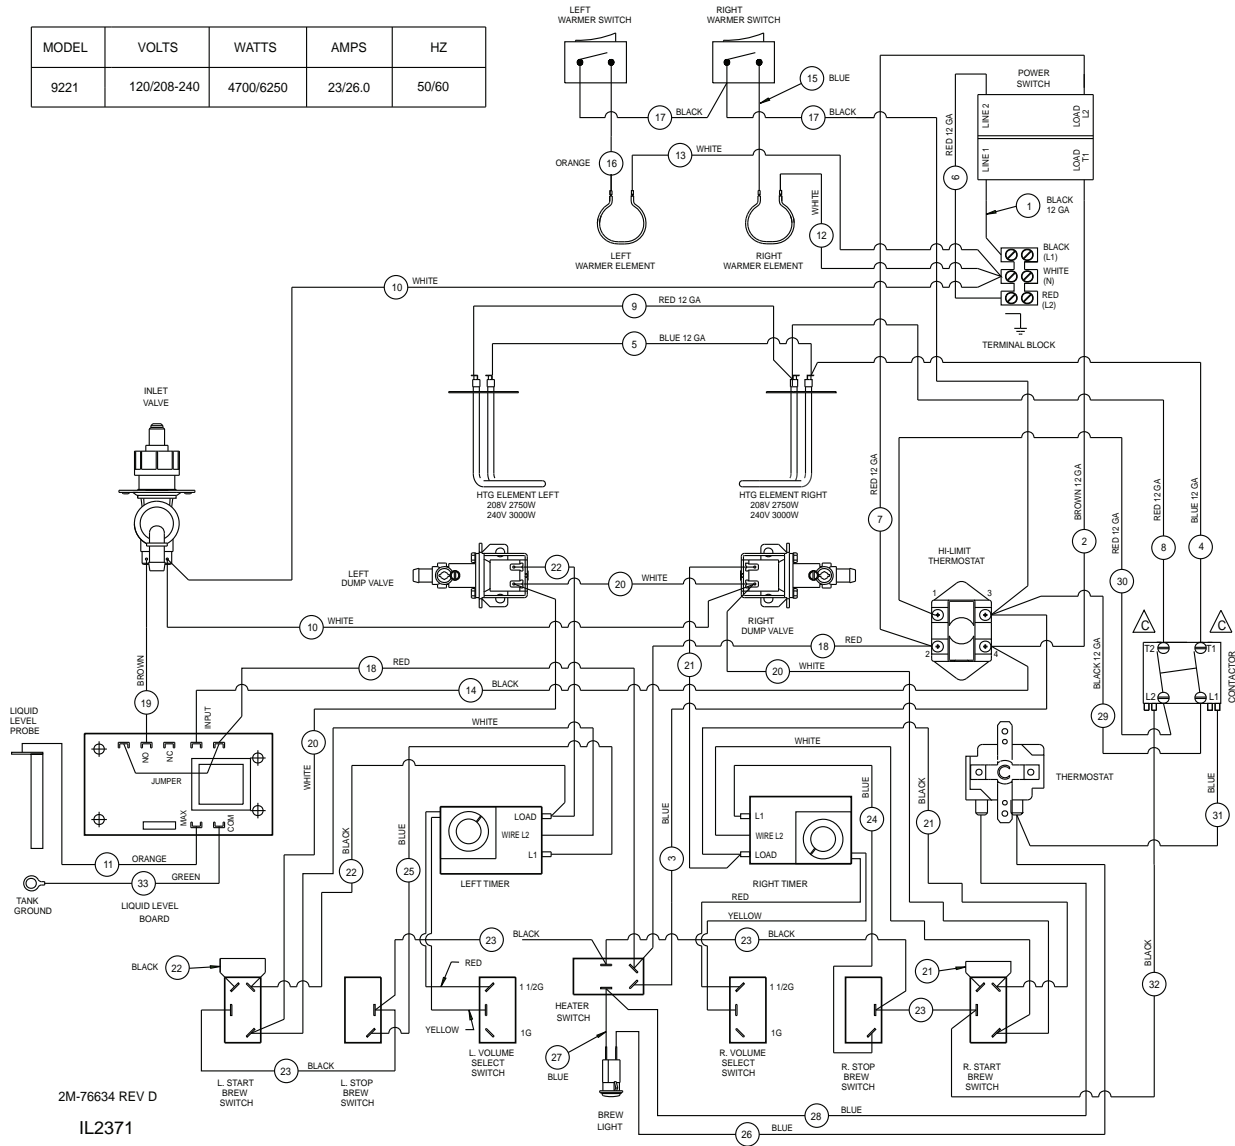 MODEL VOLTS WATTS AMPS HZ
9221 120/208-240 4700/6250 23/26.0 50/60
LEFT
WARMER SWITCH
RIGHT
WARMER SWITCH
15 BLUE
17 BLACK
17 BLACK
ORANGE 16
13 WHITE
WHITE
12
LEFT
WARMER ELEMENT
RIGHT
WARMER ELEMENT
POWER
SWITCH
LINE 2
LOAD
L2
LINE 1
LOAD
T1
RED 12 GA
6
1 BLACK
12 GA
BLACK
(L1)
WHITE
(N)
RED
(L2)
TERMINAL BLOCK
10 WHITE
9 RED 12 GA
5 BLUE 12 GA
INLET
VALVE
HTG ELEMENT LEFT
208V 2750W
240V 3000W
HTG ELEMENT RIGHT
208V 2750W
240V 3000W
RED 12 GA
7
BROWN 12 GA
2
RED 12 GA
30
RED 12 GA
8
BLUE 12 GA
4
HI-LIMIT
THERMOSTAT
1
3
2
4
LEFT
DUMP VALVE
22
20 WHITE
RIGHT
DUMP VALVE
10 WHITE
18 RED
21
20 WHITE
C
C
T2
T1
L2
L1
CONTACTOR
BLACK 12 GA
29
BROWN
19
18 RED
14 BLACK
WHITE
20
WHITE
WHITE
LIQUID
LEVEL
PROBE
NO
NC
INPUT
JUMPER
MAX
COM
11 ORANGE
33 GREEN
TANK
GROUND
LIQUID LEVEL
BOARD
BLACK
22
BLUE
25
LOAD
WIRE L2
L1
LEFT TIMER
BLUE
3
L1
WIRE L2
LOAD
RIGHT TIMER
BLUE
24
BLACK
21
THERMOSTAT
C
BLUE
31
RED
YELLOW
BLACK 22
23 BLACK
23 BLACK
RED
YELLOW
1 1/2G
1G
L. VOLUME
SELECT
SWITCH
HEATER
SWITCH
1 1/2G
1G
R. VOLUME
SELECT
SWITCH
21
23
BLACK
32
23 BLACK
L. START
BREW
SWITCH
L. STOP
BREW
SWITCH
27
BLUE
BREW
LIGHT
R. STOP
BREW
SWITCH
R. START
BREW
SWITCH
28 BLUE
26 BLUE
2M-76634 REV D
IL2371